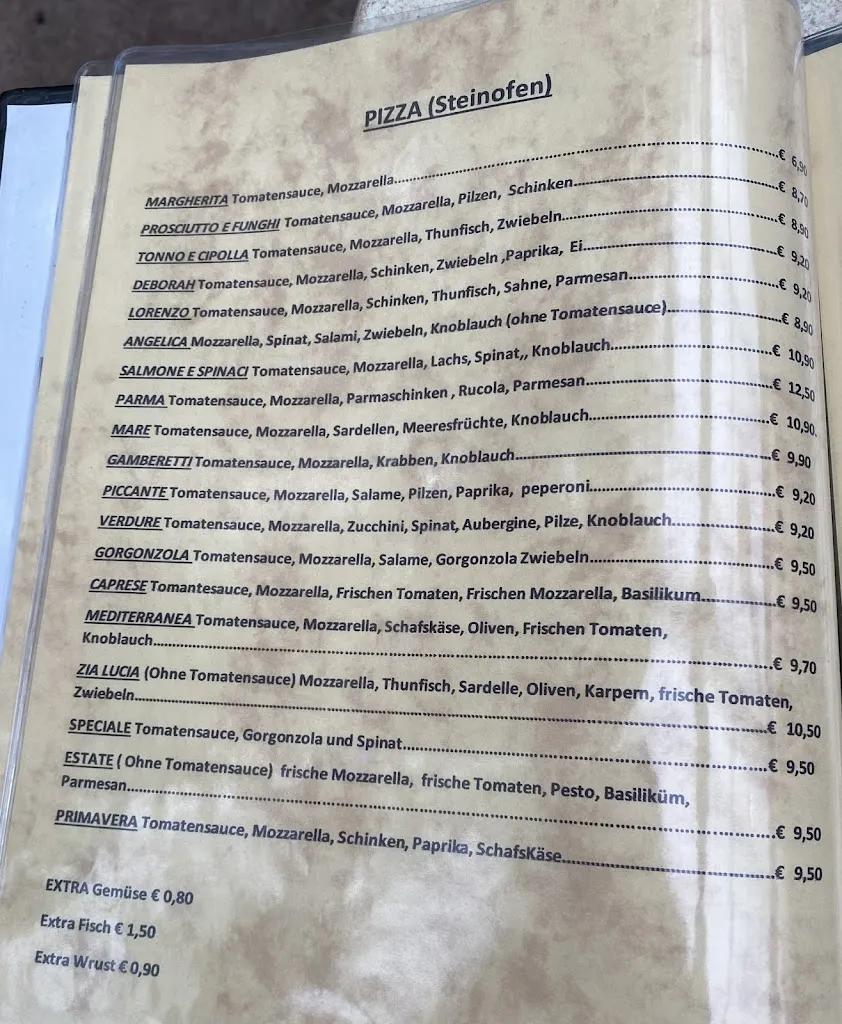 PIZZA (Steinofen)
MARGHERITA Tomatensauce, Mozzarella........€ 6,90
PROSCIUTTO E FUNGHI Tomatensauce, Mozzarella, Pilzen, Schinken........€ 8,70
TONNO E CIPOLLA Tomatensauce, Mozzarella, Thunfisch, Zwiebeln........€ 8,90
DEBORAH Tomatensauce, Mozzarella, Schinken, Zwiebeln ,Paprika, Ei........€ 9,20
LORENZO Tomatensauce, Mozzarella, Schinken, Thunfisch, Sahne, Parmesan........€ 9,20
ANGELICA Mozzarella, Spinat, Salami, Zwiebeln, Knoblauch (ohne Tomatensauce)........€ 8,90
SALMONE E SPINACI Tomatensauce, Mozzarella, Lachs, Spinat,, Knoblauch........€ 10,90
PARMA Tomatensauce, Mozzarella, Parmaschinken , Rucola, Parmesan........€ 12,50
MARE Tomatensauce, Mozzarella, Sardellen, Meeresfrüchte, Knoblauch........€ 10,90
GAMBERETTI Tomatensauce, Mozzarella, Krabben, Knoblauch........€ 9,90
PICCANTE Tomatensauce, Mozzarella, Salame, Pilzen, Paprika, peperoni........€ 9,20
VERDURE Tomatensauce, Mozzarella, Zucchini, Spinat, Aubergine, Pilze, Knoblauch........€ 9,20
GORGONZOLA Tomatensauce, Mozzarella, Salame, Gorgonzola Zwiebeln........€ 9,50
CAPRESE Tomantesauce, Mozzarella, Frischen Tomaten, Frischen Mozzarella, Basilikum........€ 9,50
MEDITERRANEA Tomatensauce, Mozzarella, Schafskäse, Oliven, Frischen Tomaten,
Knoblauch........€ 9,70
ZIA LUCIA (Ohne Tomatensauce) Mozzarella, Thunfisch, Sardelle, Oliven, Karpern, frische Tomaten,
Zwiebeln........€ 10,50
SPECIALE Tomatensauce, Gorgonzola und Spinat........€ 9,50
ESTATE ( Ohne Tomatensauce) frische Mozzarella, frische Tomaten, Pesto, Basiliküm,
Parmesan........€ 9,50
PRIMAVERA Tomatensauce, Mozzarella, Schinken, Paprika, SchafsKäse........€ 9,50
EXTRA Gemüse € 0,80
Extra Fisch € 1,50
Extra Wrust € 0,90